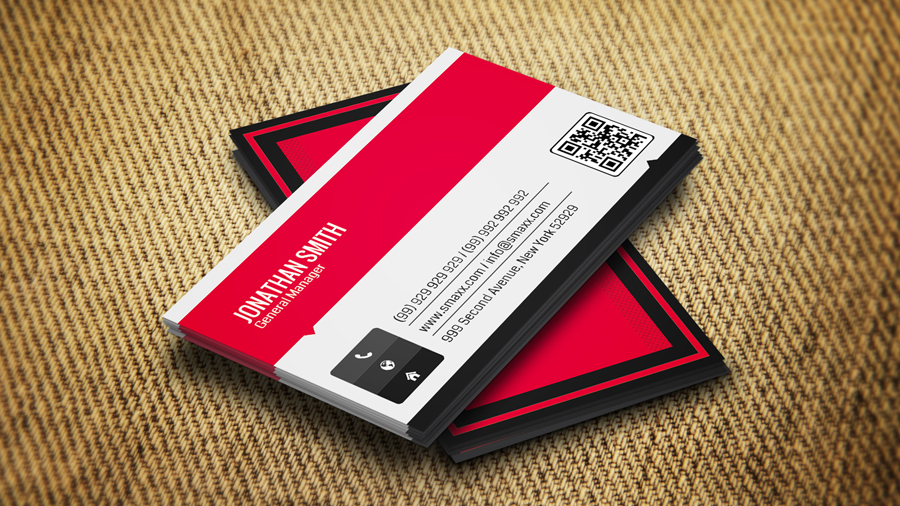 JONATHAN SMITH
General Manager
(99) 929 929 929 / (99) 992 992 992
www.smaxx.com / info@smaxx.com
999 Second Avenue, New York 52929